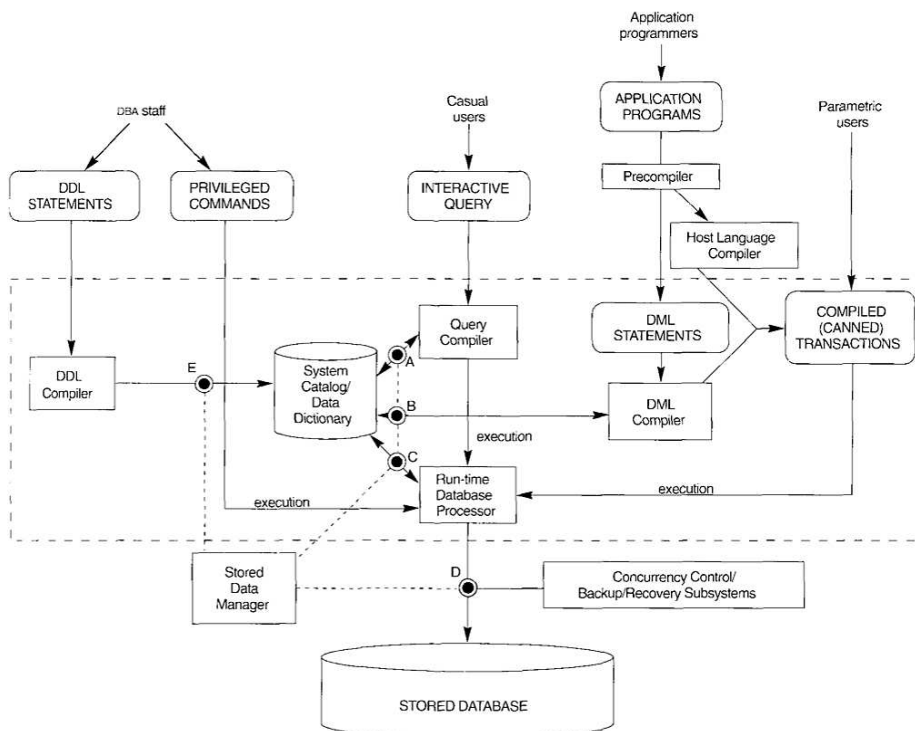 Application
programmers
DBA staff
Casual
users
APPLICATION
PROGRAMS
Parametric
users
DDL
STATEMENTS
PRIVILEGED
COMMANDS
INTERACTIVE
QUERY
Precompiler
Host Language
Compiler
Query
Compiler
DML
STATEMENTS
COMPILED
(CANNED)
TRANSACTIONS
DDL
Compiler
E
System
Catalog/
Data
Dictionary
A
B
C
DML
Compiler
execution
Run-time
Database
Processor
execution
execution
Stored
Data
Manager
D
Concurrency Control/
Backup/Recovery Subsystems
STORED DATABASE